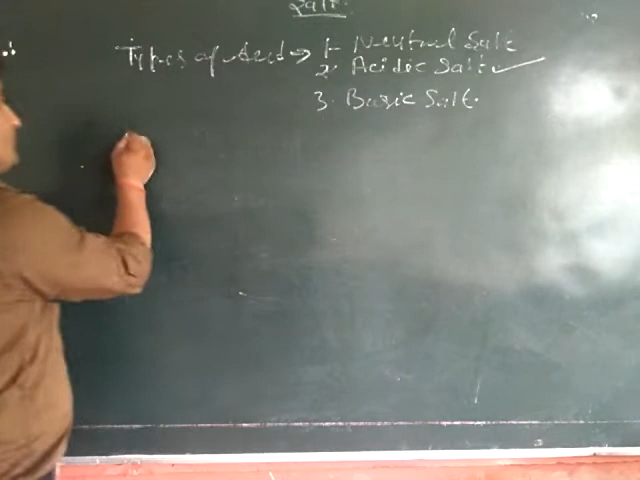 Salt
Types of Acid → 1- Neutral Salt
2. Acidic Salt ✓
3. Basic Salt.